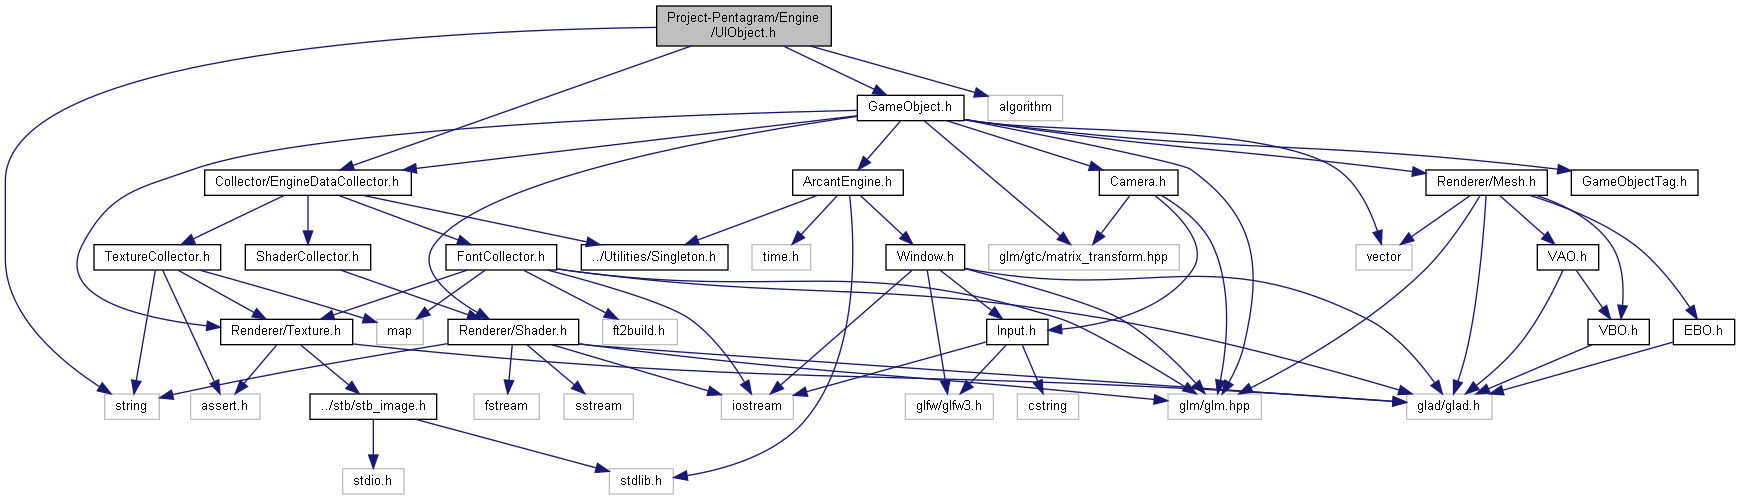 Project-Pentagram/Engine
/UIObject.h
GameObject.h
algorithm
Collector/EngineDataCollector.h
ArcantEngine.h
Camera.h
Renderer/Mesh.h
GameObjectTag.h
TextureCollector.h
ShaderCollector.h
FontCollector.h
../Utilities/Singleton.h
time.h
Window.h
glm/gtc/matrix_transform.hpp
vector
VAO.h
Renderer/Texture.h
map
Renderer/Shader.h
ft2build.h
Input.h
VBO.h
EBO.h
string
assert.h
../stb/stb_image.h
fstream
sstream
iostream
glfw/glfw3.h
cstring
glm/glm.hpp
glad/glad.h
stdio.h
stdlib.h